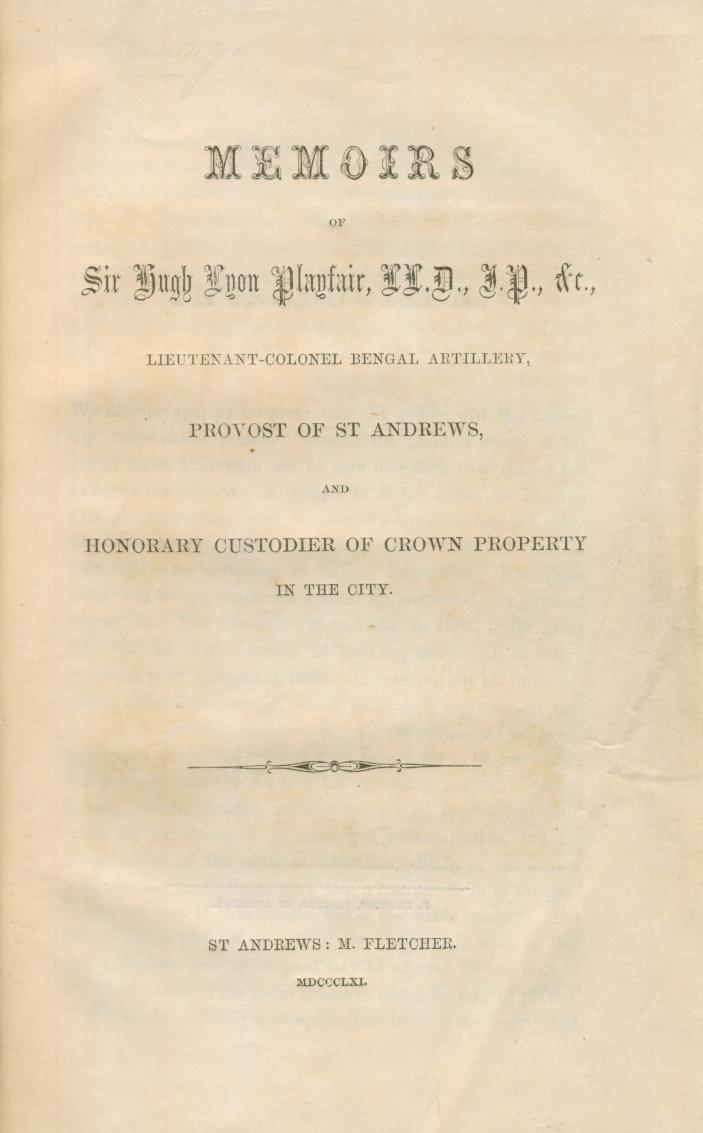 MEMOIRS
OF
Sir Hugh Lyon Playfair, LL.D., J.P., &c.,
LIEUTENANT-COLONEL BENGAL ARTILLERY,
PROVOST OF ST ANDREWS,
AND
HONORARY CUSTODIER OF CROWN PROPERTY
IN THE CITY.
ST ANDREWS: M. FLETCHER.
MDCCCLXI.